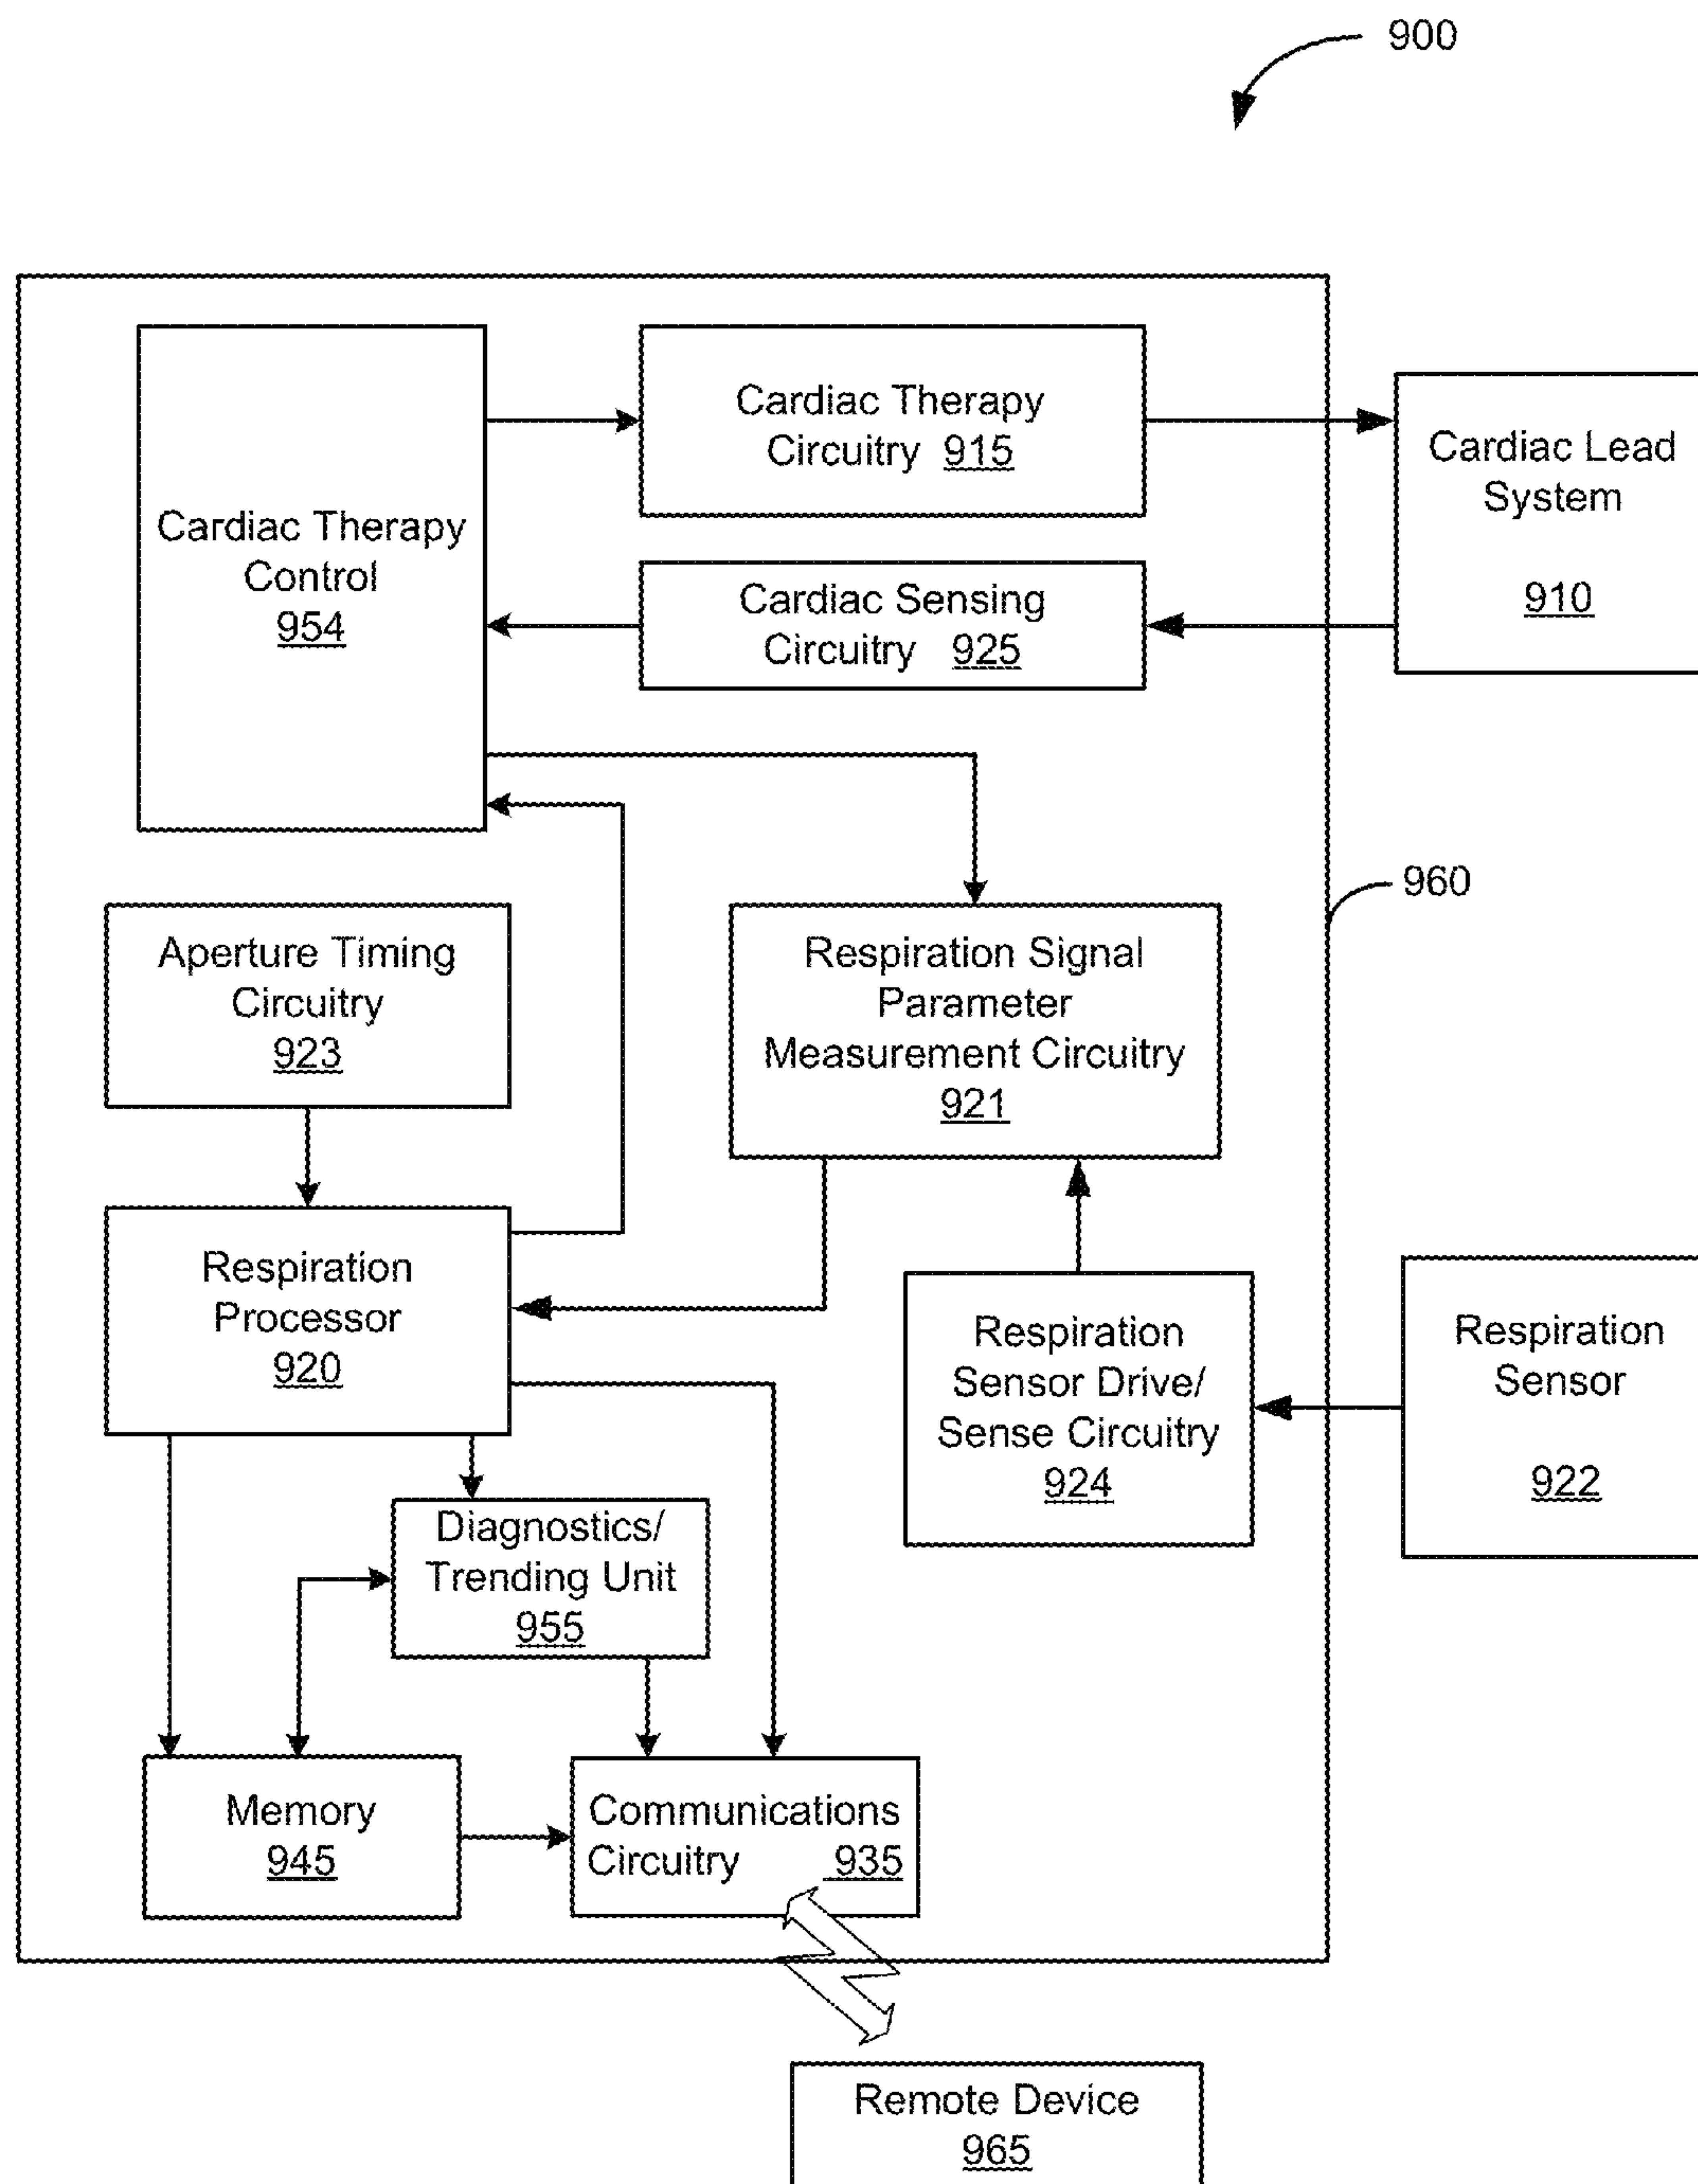 900
Cardiac Therapy
Control
954
Cardiac Therapy
Circuitry 915
Cardiac Lead
System
910
Cardiac Sensing
Circuitry 925
960
Aperture Timing
Circuitry
923
Respiration Signal
Parameter
Measurement Circuitry
921
Respiration
Processor
920
Respiration
Sensor Drive/
Sense Circuitry
924
Respiration
Sensor
922
Diagnostics/
Trending Unit
955
Memory
945
Communications
Circuitry 935
Remote Device
965